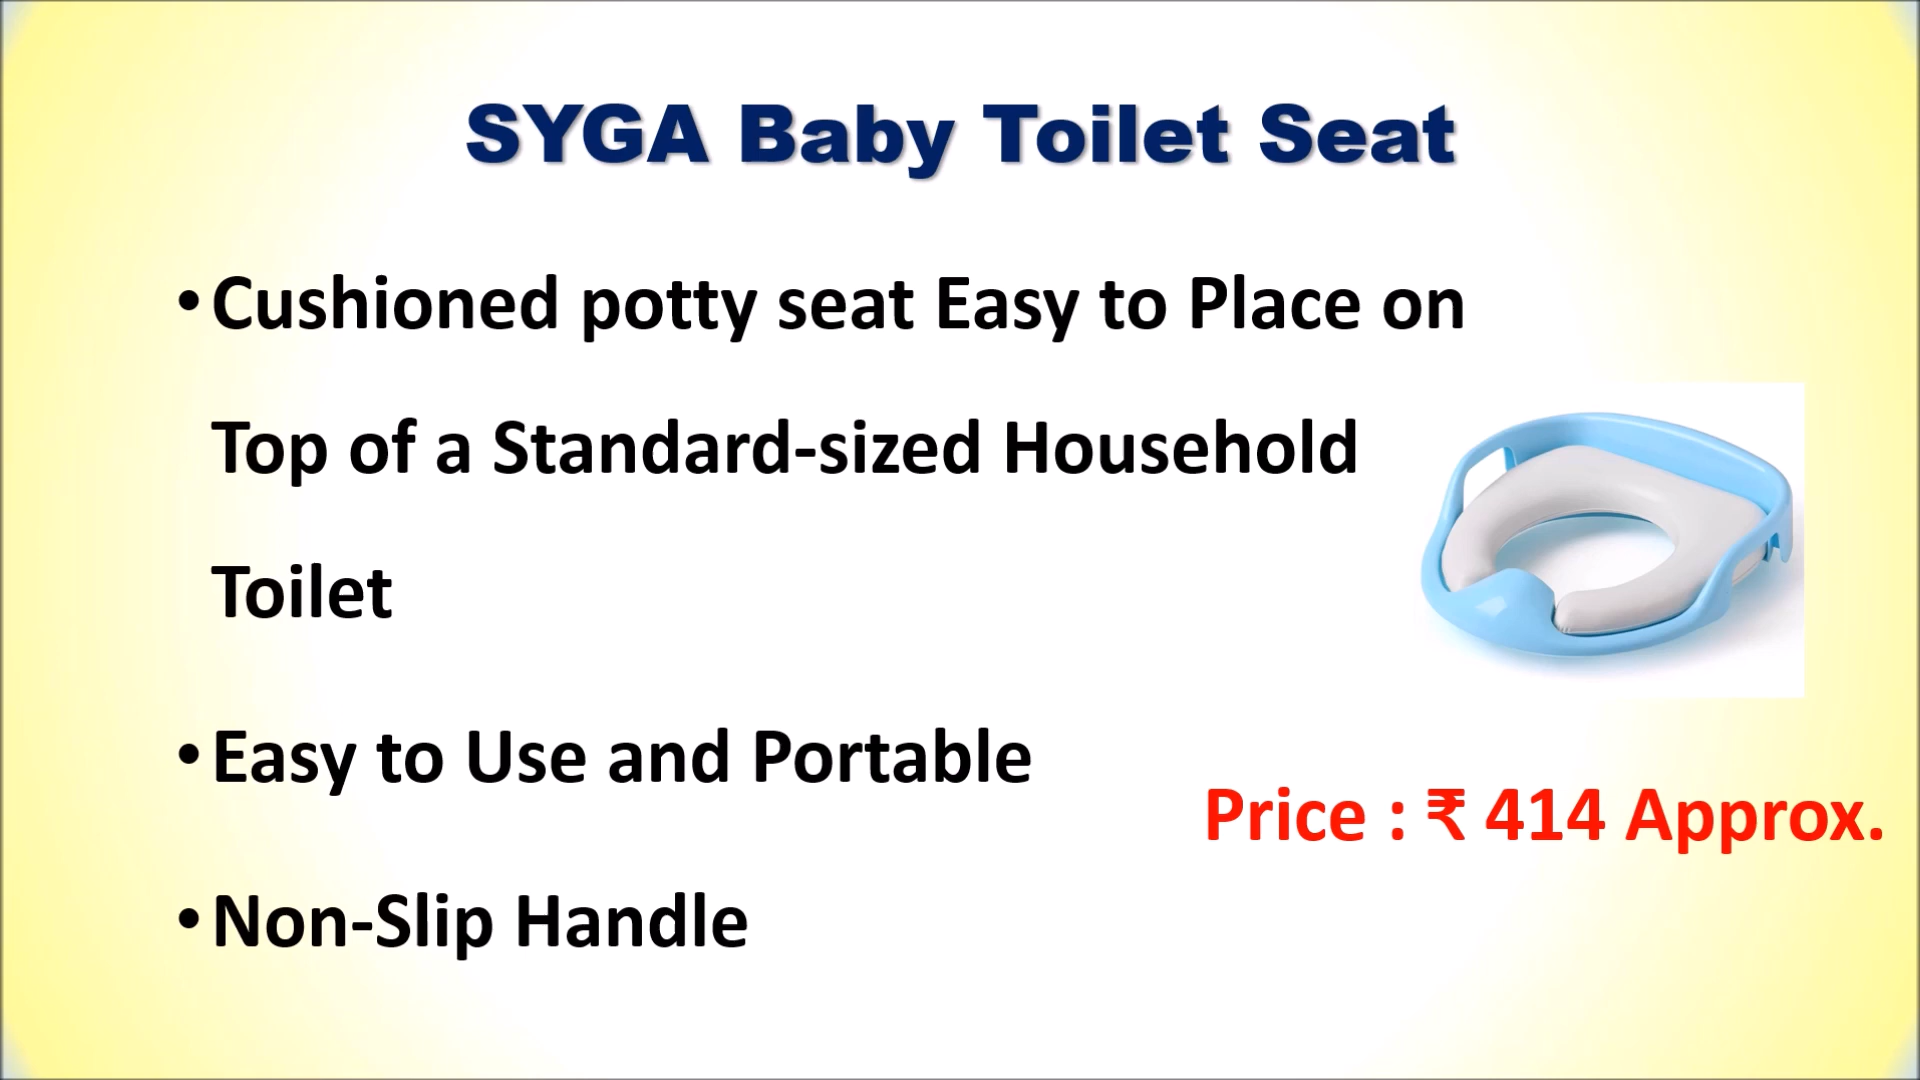 SYGA Baby Toilet Seat
•Cushioned potty seat Easy to Place on
Top of a Standard-sized Household
Toilet
•Easy to Use and Portable
Price : ₹ 414 Approx.
•Non-Slip Handle